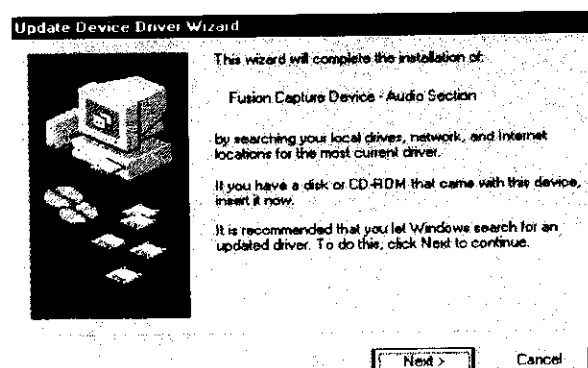 Update Device Driver Wizard
This wizard will complete the installation of:
Fusion Capture Device - Audio Section
by searching your local drives, network, and Internet
locations for the most current driver.
If you have a disk or CD-ROM that came with this device,
insert it now.
It is recommended that you let Windows search for an
updated driver. To do this, click Next to continue.
Next >
Cancel